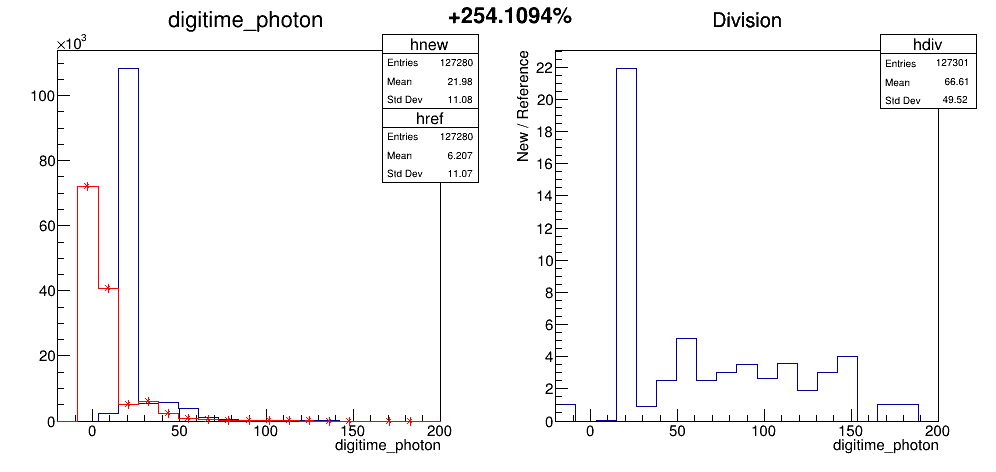 +254.1094%
digitime_photon
×10³
hnew
Entries 127280
Mean 21.98
Std Dev 11.08
href
Entries 127280
Mean 6.207
Std Dev 11.07
100
80
60
40
20
0
0 50 100 150 200
digitime_photon
Division
hdiv
Entries 127301
Mean 66.61
Std Dev 49.52
New / Reference
22
20
18
16
14
12
10
8
6
4
2
0
0 50 100 150 200
digitime_photon